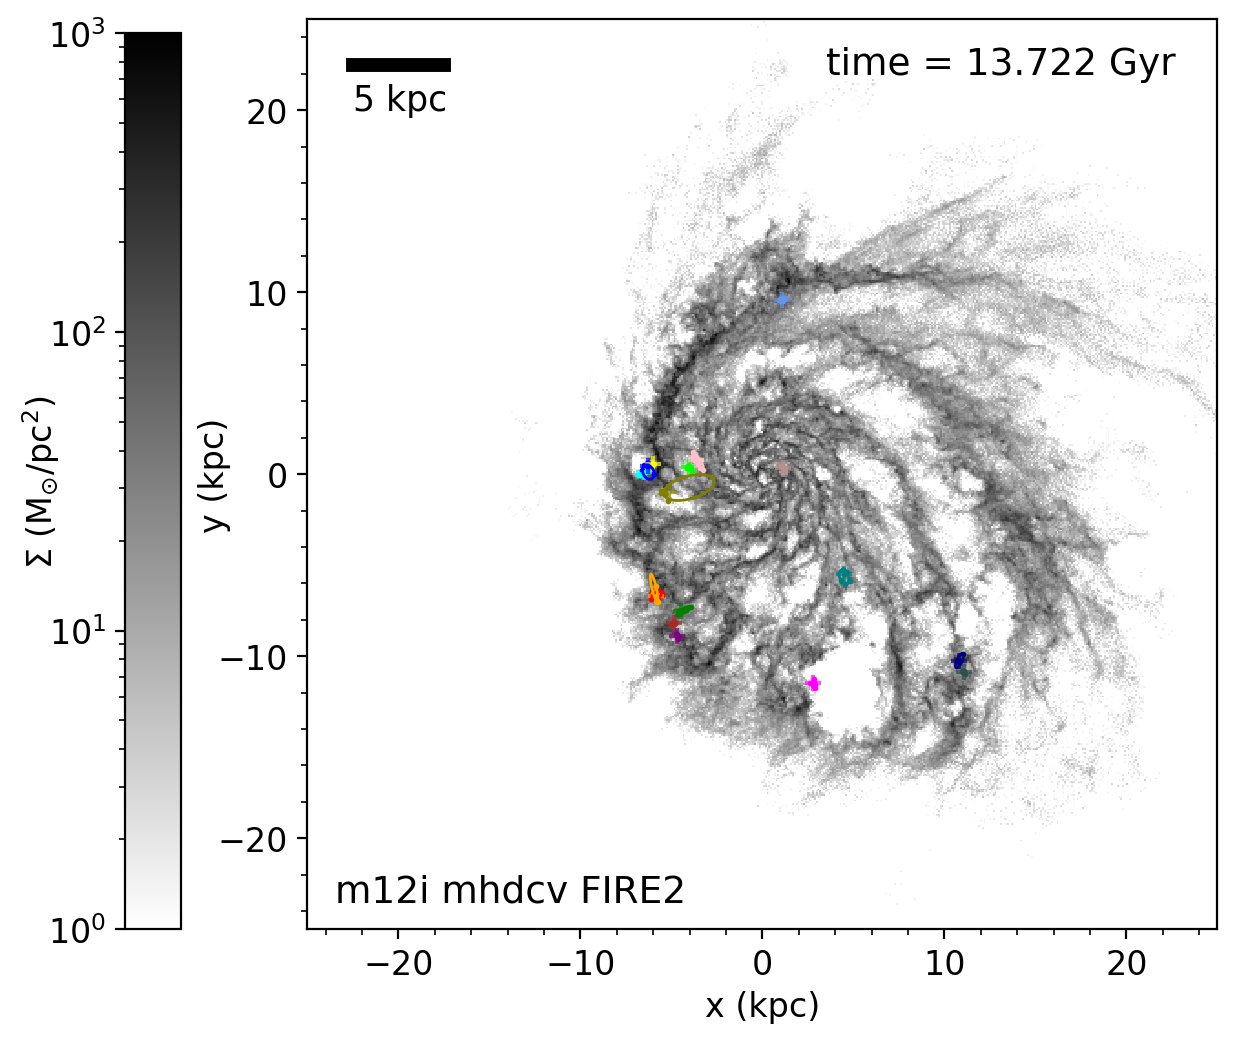 10³
10²
10¹
10⁰
Σ (M⊙/pc²)
y (kpc)
20
10
0
−10
−20
5 kpc
time = 13.722 Gyr
m12i mhdcv FIRE2
−20 −10 0 10 20
x (kpc)